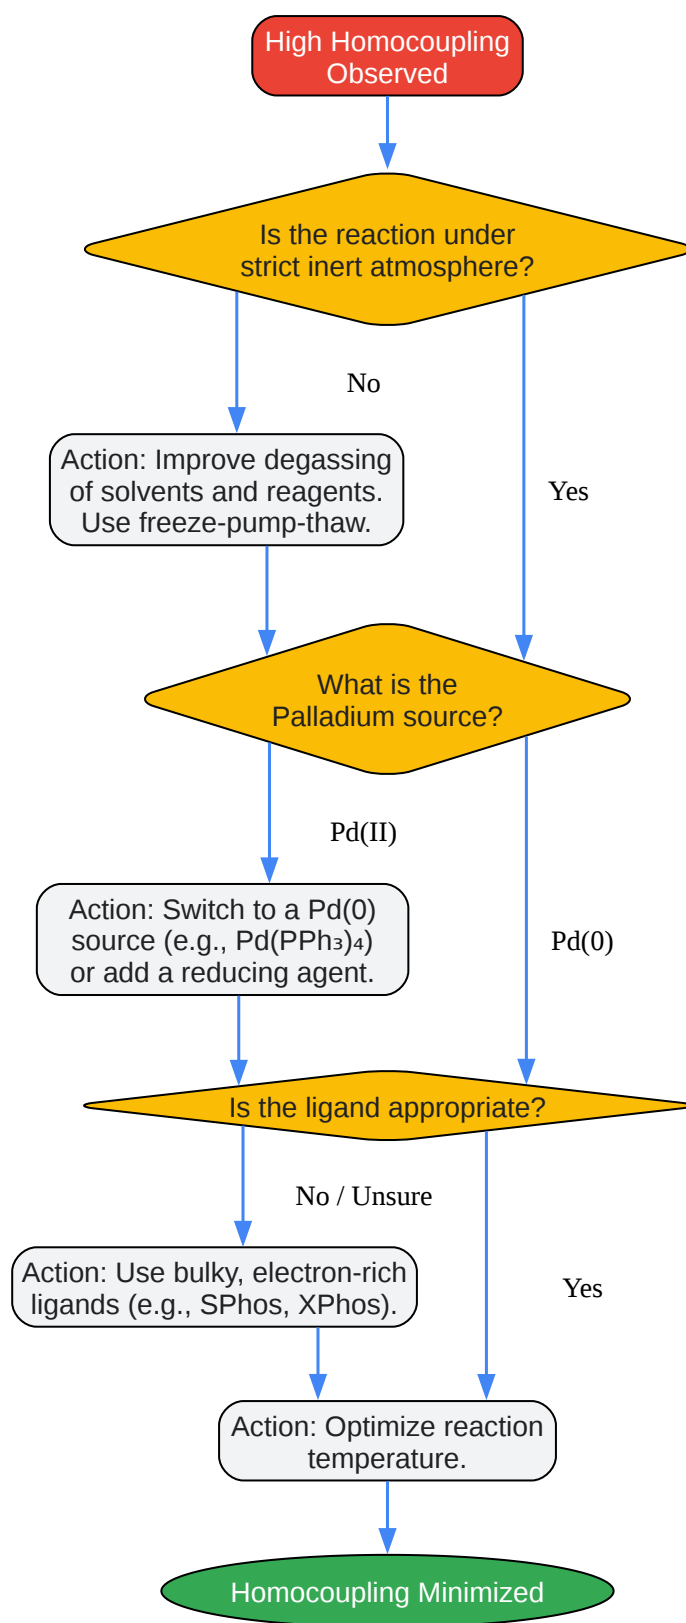 High Homocoupling
Observed
Is the reaction under
strict inert atmosphere?
No
Action: Improve degassing
of solvents and reagents.
Use freeze-pump-thaw.
Yes
What is the
Palladium source?
Pd(II)
Action: Switch to a Pd(0)
source (e.g., Pd(PPh₃)₄)
or add a reducing agent.
Pd(0)
Is the ligand appropriate?
No / Unsure
Action: Use bulky, electron-rich
ligands (e.g., SPhos, XPhos).
Yes
Action: Optimize reaction
temperature.
Homocoupling Minimized